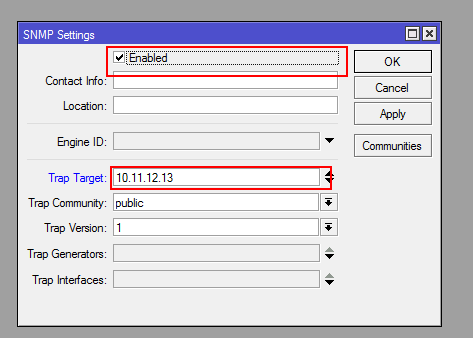 SNMP Settings
Enabled
OK
Contact Info:
Cancel
Location:
Apply
Engine ID:
Communities
Trap Target: 10.11.12.13
Trap Community: public
Trap Version: 1
Trap Generators:
Trap Interfaces: